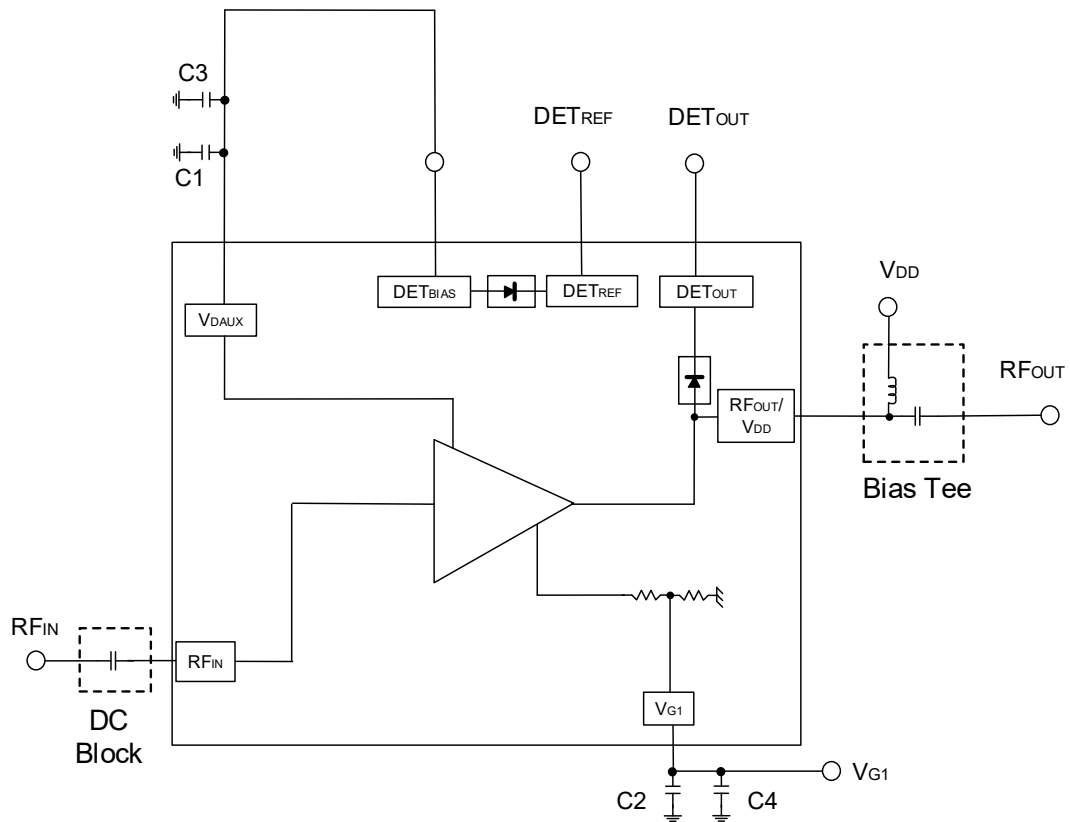 C3
C1
DETREF
DETOUT
VDD
RFOUT
VDAUX
DETBIAS
DETREF
DETOUT
RFOUT/
VDD
Bias Tee
RFIN
RFIN
DC
Block
VG1
VG1
C2
C4